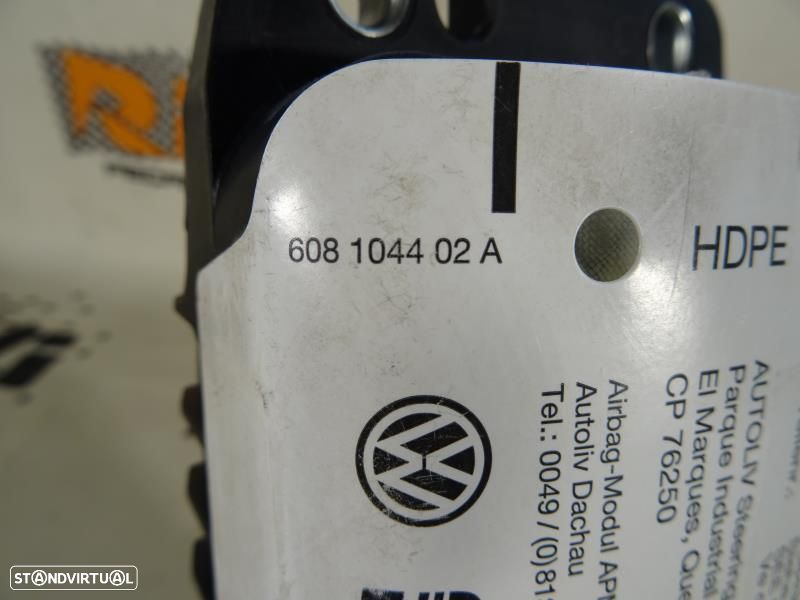 608 1044 02 A
HDPE
Airbag-Modul
Autoliv Dachau
Tel.: 0049 / (0)81
AUTOLIV Steering
Parque Industrial
El Marques, Que
CP 76250
STANDVIRTUAL